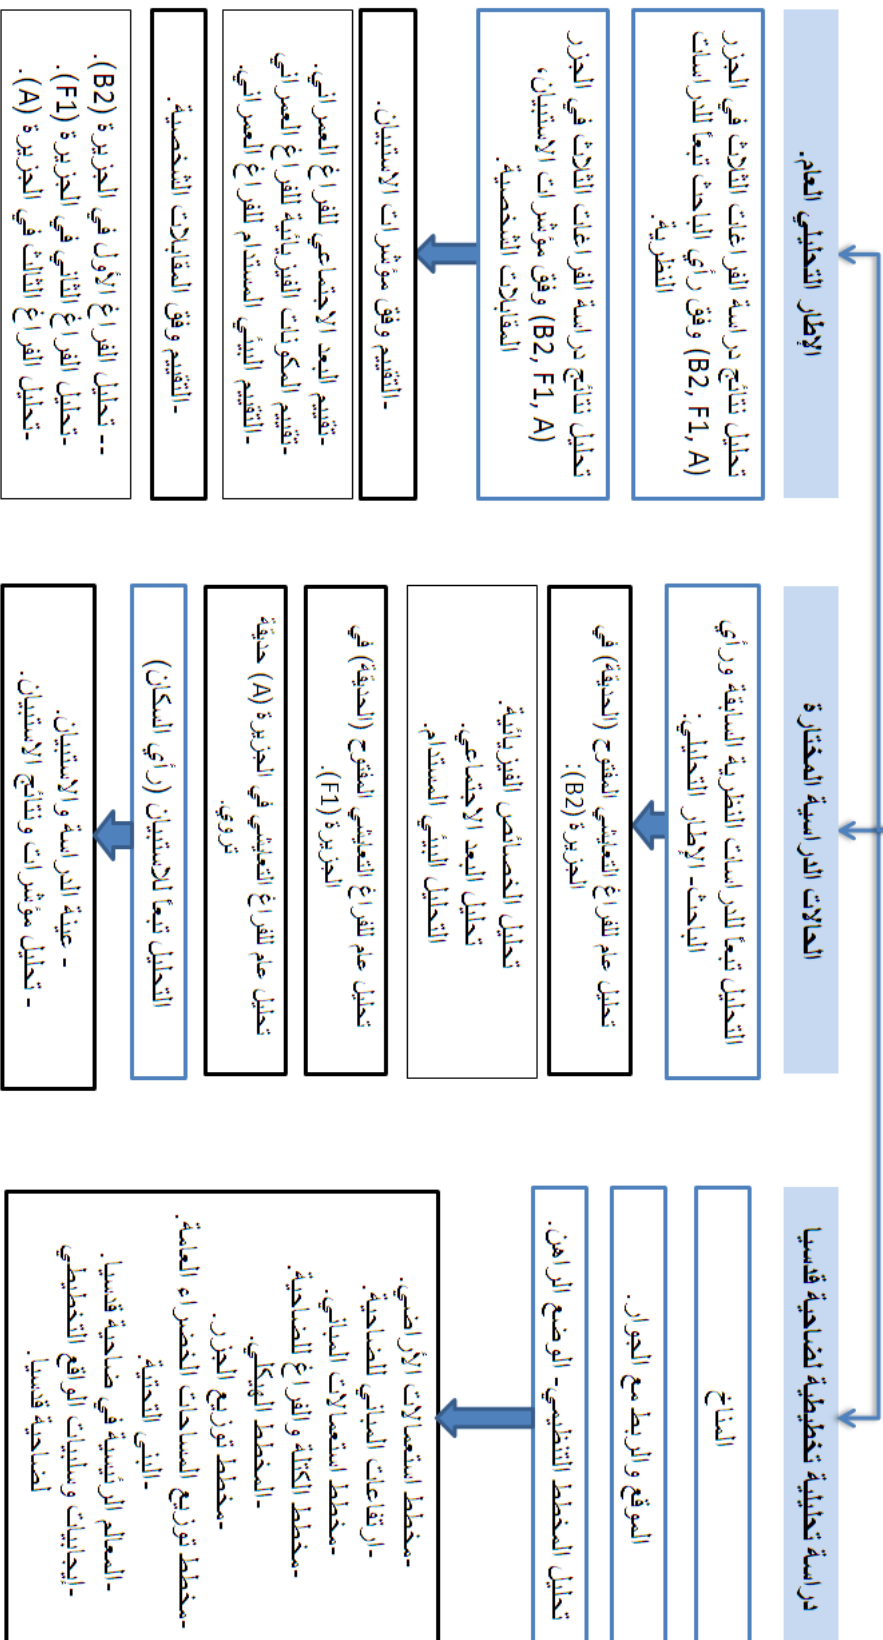 دراسة تحليلية تخطيطية لضاحية قدسيا
المناخ
الموقع والربط مع الجوار.
تحليل المخطط التنظيمي- الوضع الراهن.
-مخطط استعمالات الأراضي.
-ارتفاعات المباني للضاحية.
-مخطط استعمالات المباني.
-مخطط الكتلة والفراغ للضاحية.
-المخطط الهيكلي.
-مخطط توزيع الجزر.
-مخطط توزيع المساحات الخضراء العامة.
-البنى التحتية.
-المعالم الرئيسية في ضاحية قدسيا.
-إيجابيات وسلبيات الواقع التخطيطي
لضاحية قدسيا.
الحالات الدراسية المختارة
التحليل تبعاً للدراسات النظرية السابقة ورأي
الباحث- الإطار التحليلي.
تحليل عام للفراغ التعايشي المفتوح (الحديقة) في
الجزيرة (B2):
تحليل الخصائص الفيزيائية.
تحليل البعد الاجتماعي.
التحليل البيئي المستدام.
تحليل عام للفراغ التعايشي المفتوح (الحديقة) في
الجزيرة (F1).
تحليل عام للفراغ التعايشي في الجزيرة (A) حديقة
تروي.
التحليل تبعاً للاستبيان (رأي السكان)
- عينة الدراسة والاستبيان.
- تحليل مؤشرات ونتائج الاستبيان.
الإطار التحليلي العام.
تحليل نتائج دراسة الفراغات الثلاث في الجزر
(B2, F1, A) وفق رأي الباحث تبعاً للدراسات
النظرية.
تحليل نتائج دراسة الفراغات الثلاث في الجزر
(B2, F1, A) وفق مؤشرات الاستبيان،
المقابلات الشخصية.
-التقييم وفق مؤشرات الاستبيان.
-تقييم البعد الاجتماعي للفراغ العمراني.
-تقييم المكونات الفيزيائية للفراغ العمراني
-التقييم البيئي المستدام للفراغ العمراني.
-التقييم وفق المقابلات الشخصية.
-- تحليل الفراغ الأول في الجزيرة (B2).
-تحليل الفراغ الثاني في الجزيرة (F1).
-تحليل الفراغ الثالث في الجزيرة (A).